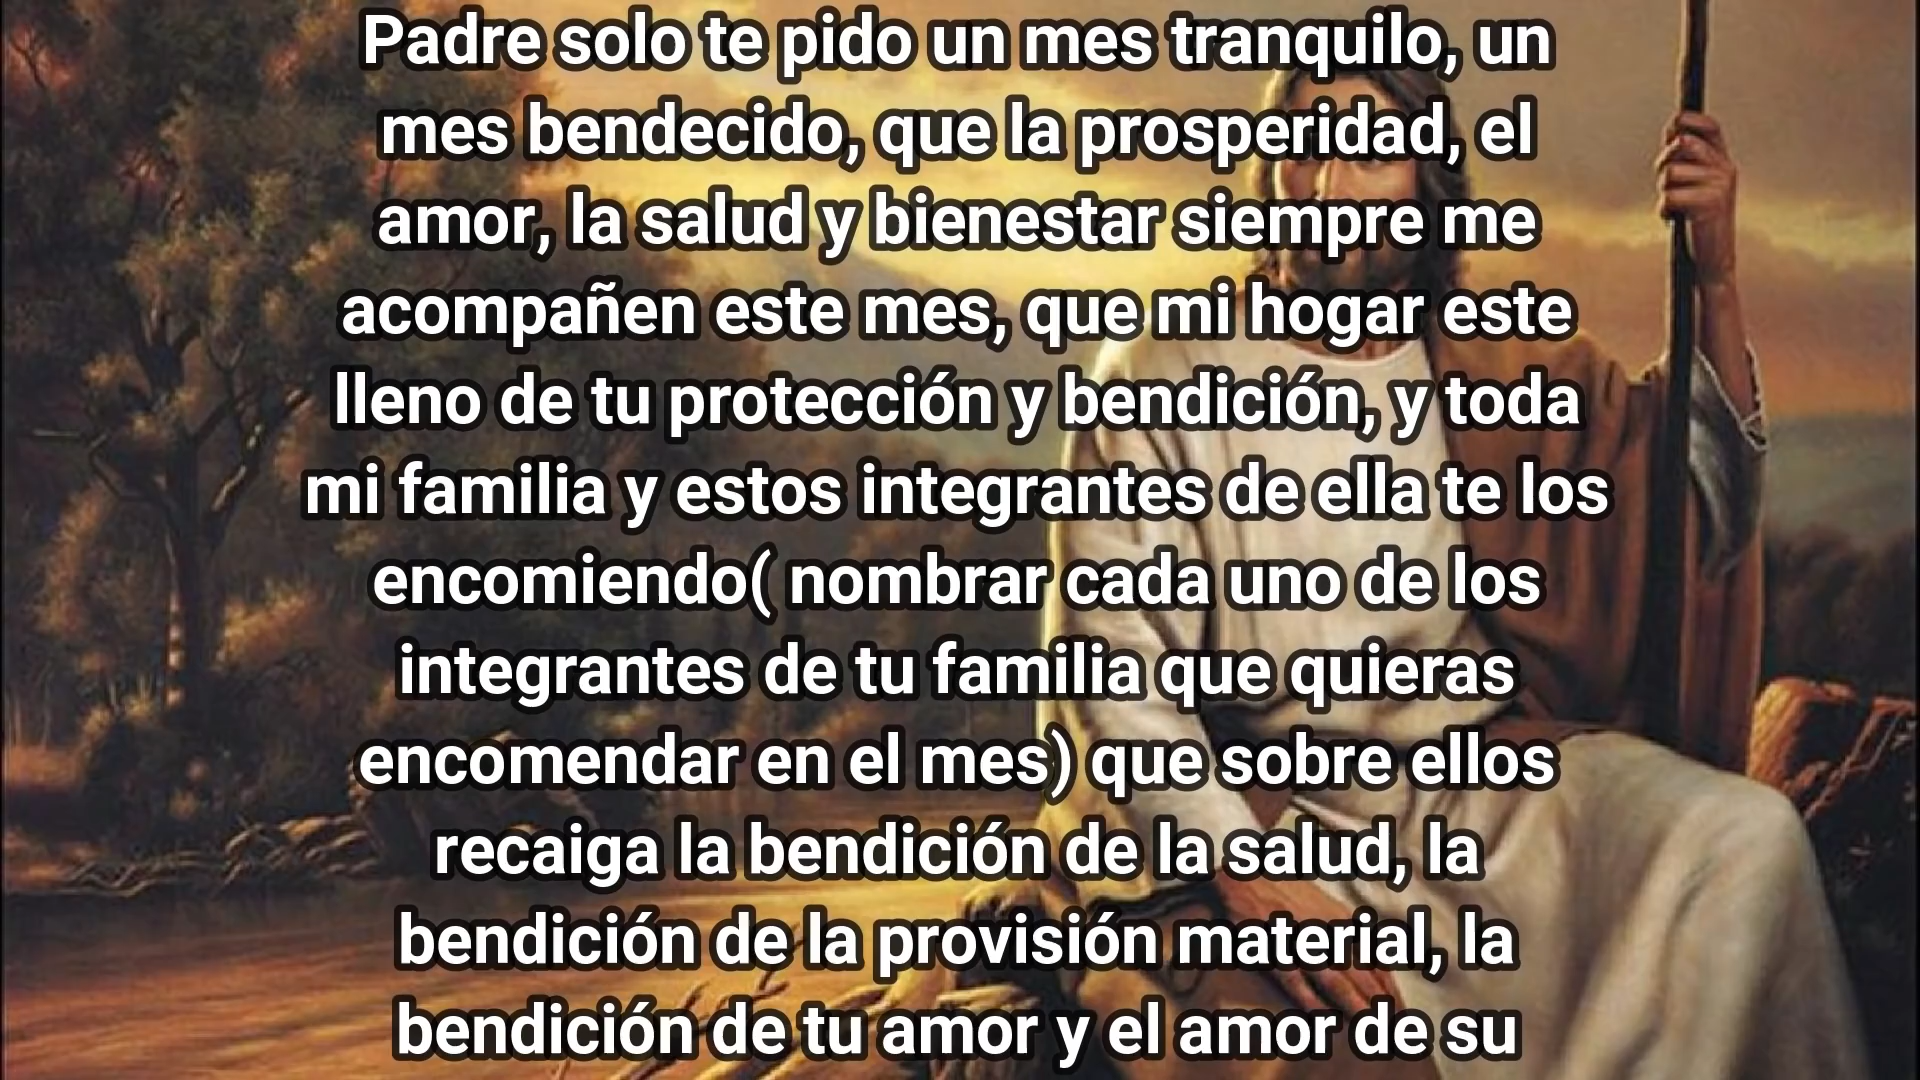 Padre solo te pido un mes tranquilo, un
mes bendecido, que la prosperidad, el
amor, la salud y bienestar siempre me
acompañen este mes, que mi hogar este
lleno de tu protección y bendición, y toda
mi familia y estos integrantes de ella te los
encomiendo( nombrar cada uno de los
integrantes de tu familia que quieras
encomendar en el mes) que sobre ellos
recaiga la bendición de la salud, la
bendición de la provisión material, la
bendición de tu amor y el amor de su